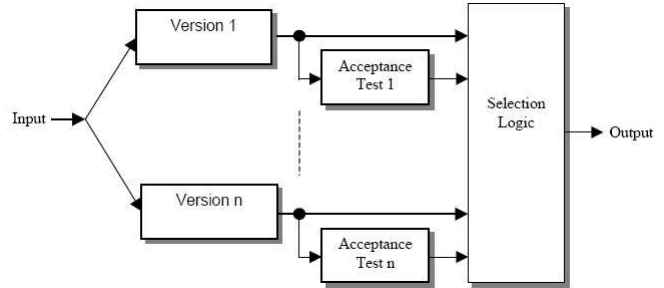 Version 1
Acceptance
Test 1
Selection
Logic
Input
Output
Version n
Acceptance
Test n